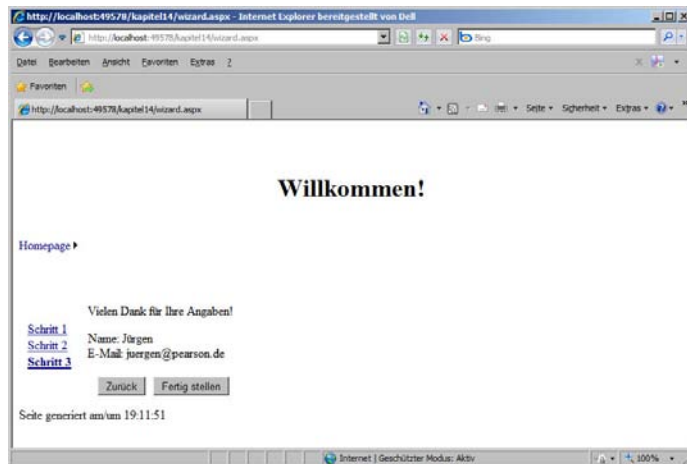 http://localhost:49578/kapitel14/wizard.aspx - Internet Explorer bereitgestellt von Dell
http://localhost:49578/kapitel14/wizard.aspx Bing
Datei Bearbeiten Ansicht Favoriten Extras ?
Favoriten
http://localhost:49578/kapitel14/wizard.aspx Seite Sicherheit Extras
Willkommen!
Homepage
Vielen Dank für Ihre Angaben!
Schritt 1
Schritt 2
Schritt 3
Name: Jürgen
E-Mail: juergen@pearson.de
Zurück Fertig stellen
Seite generiert am/um 19:11:51
Internet | Geschützter Modus: Aktiv 100%